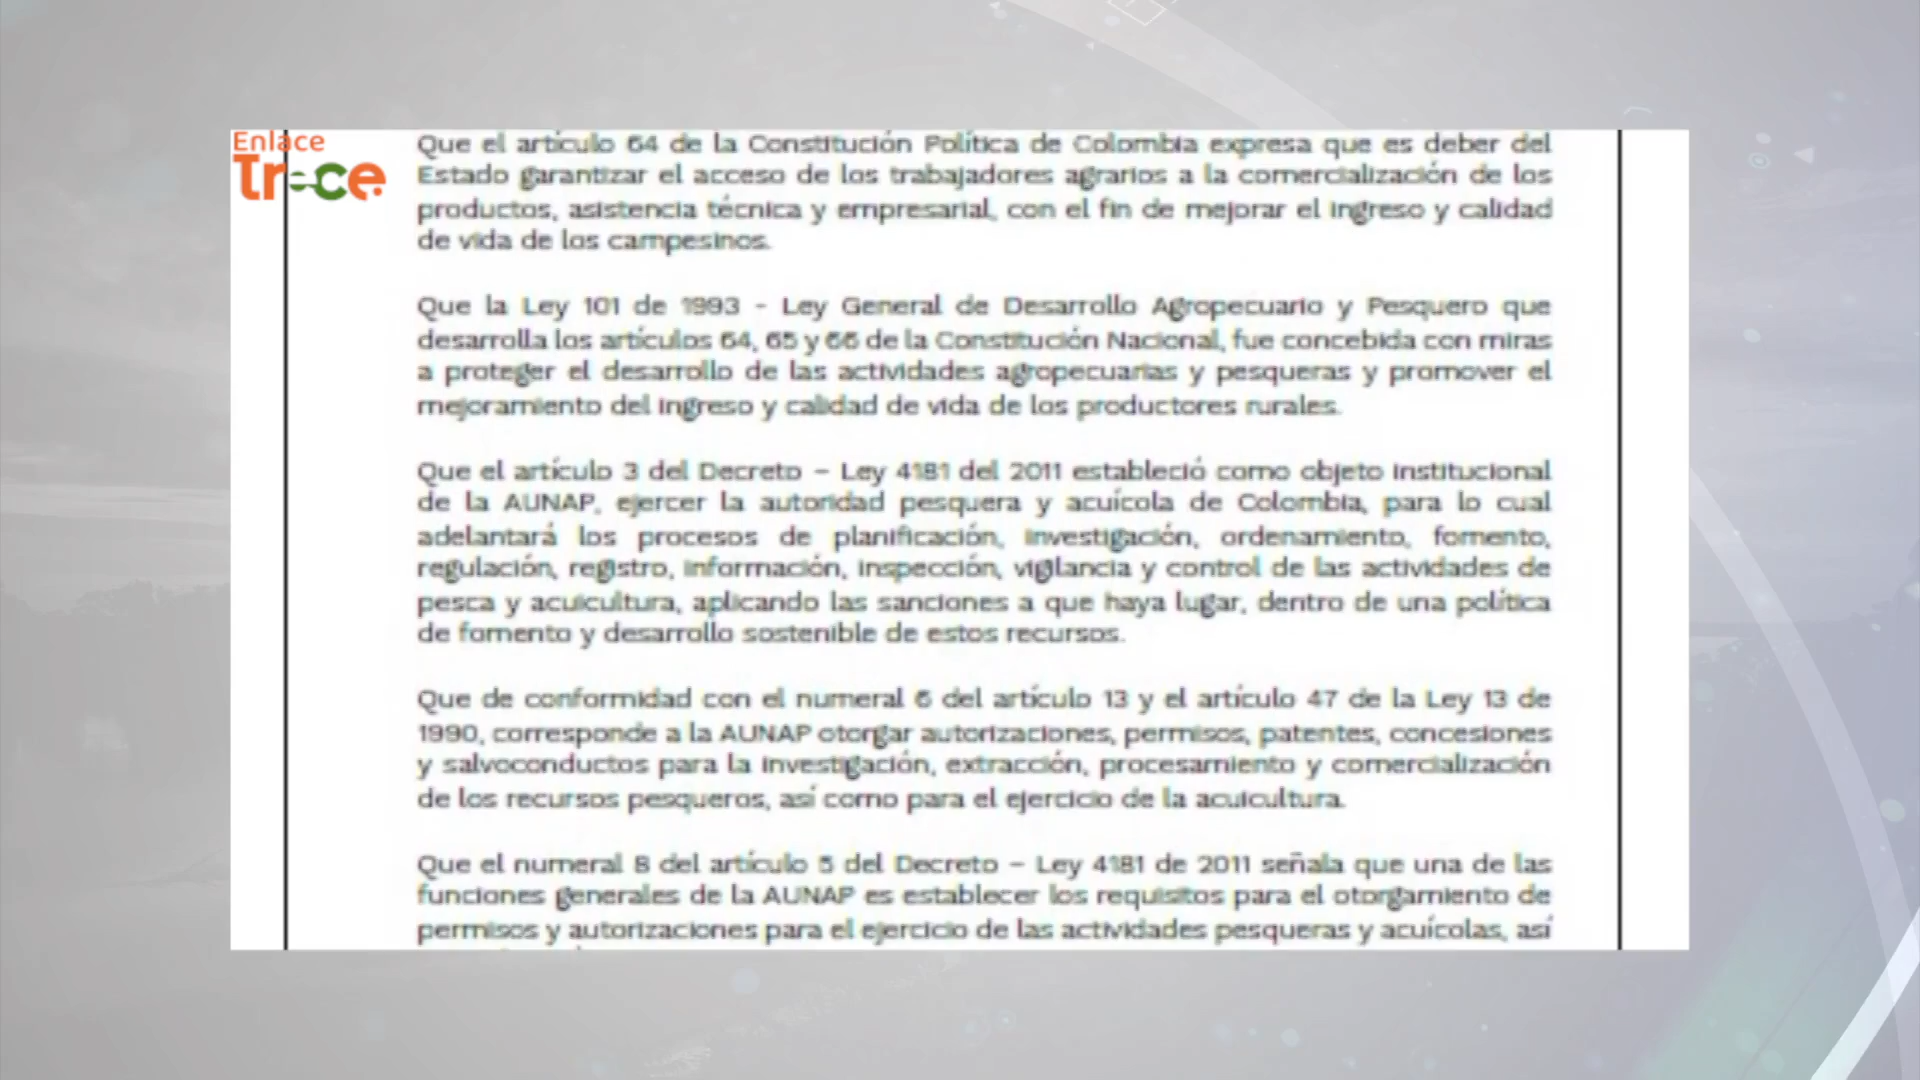 Enlace
trece
Que el artículo 64 de la Constitución Política de Colombia expresa que es deber del
Estado garantizar el acceso de los trabajadores agrarios a la comercialización de los
productos, asistencia técnica y empresarial, con el fin de mejorar el ingreso y calidad
de vida de los campesinos.
Que la Ley 101 de 1993 - Ley General de Desarrollo Agropecuario y Pesquero que
desarrolla los artículos 64, 65 y 66 de la Constitución Nacional, fue concebida con miras
a proteger el desarrollo de las actividades agropecuarias y pesqueras y promover el
mejoramiento del ingreso y calidad de vida de los productores rurales.
Que el artículo 3 del Decreto – Ley 4181 del 2011 estableció como objeto institucional
de la AUNAP, ejercer la autoridad pesquera y acuícola de Colombia, para lo cual
adelantará los procesos de planificación, investigación, ordenamiento, fomento,
regulación, registro, información, inspección, vigilancia y control de las actividades de
pesca y acuicultura, aplicando las sanciones a que haya lugar, dentro de una política
de fomento y desarrollo sostenible de estos recursos.
Que de conformidad con el numeral 6 del artículo 13 y el artículo 47 de la Ley 13 de
1990, corresponde a la AUNAP otorgar autorizaciones, permisos, patentes, concesiones
y salvoconductos para la investigación, extracción, procesamiento y comercialización
de los recursos pesqueros, así como para el ejercicio de la acuicultura.
Que el numeral 8 del artículo 5 del Decreto – Ley 4181 de 2011 señala que una de las
funciones generales de la AUNAP es establecer los requisitos para el otorgamiento de
permisos y autorizaciones para el ejercicio de las actividades pesqueras y acuícolas, así